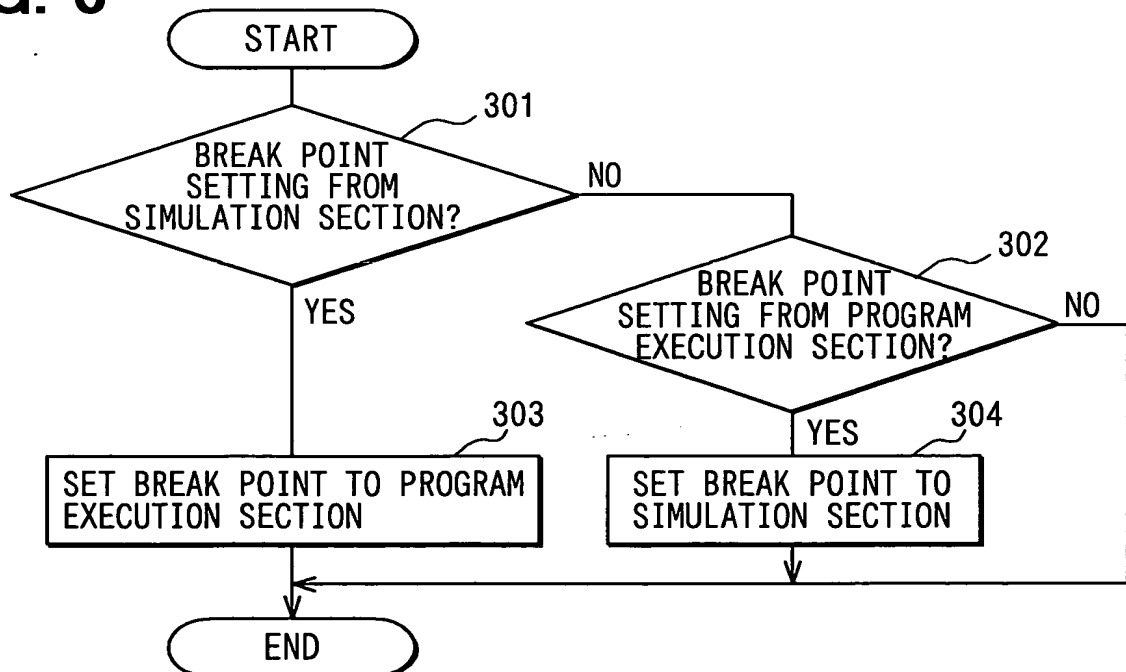 START
301
BREAK POINT
SETTING FROM
SIMULATION SECTION?
NO
YES
302
BREAK POINT
SETTING FROM PROGRAM
EXECUTION SECTION?
NO
YES
303
SET BREAK POINT TO PROGRAM
EXECUTION SECTION
304
SET BREAK POINT TO
SIMULATION SECTION
END